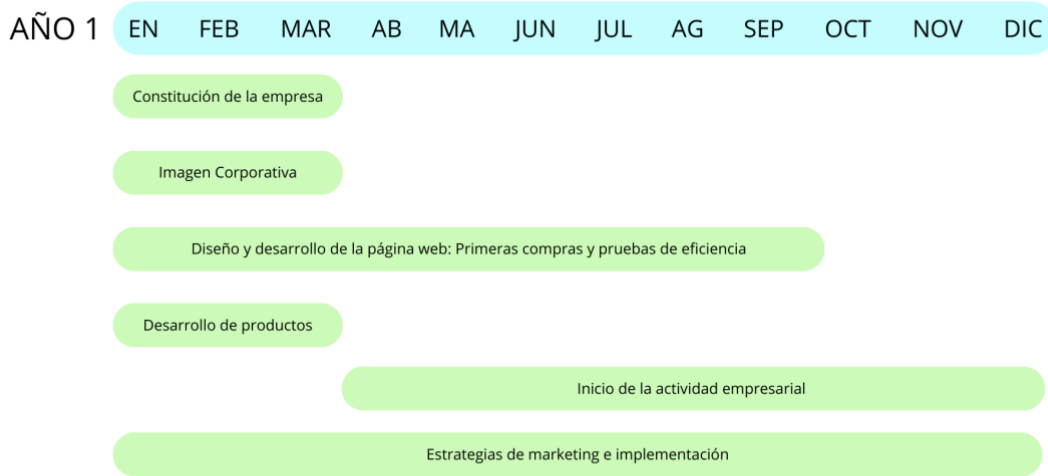 AÑO 1 EN FEB MAR AB MA JUN JUL AG SEP OCT NOV DIC
Constitución de la empresa
Imagen Corporativa
Diseño y desarrollo de la página web: Primeras compras y pruebas de eficiencia
Desarrollo de productos
Inicio de la actividad empresarial
Estrategias de marketing e implementación